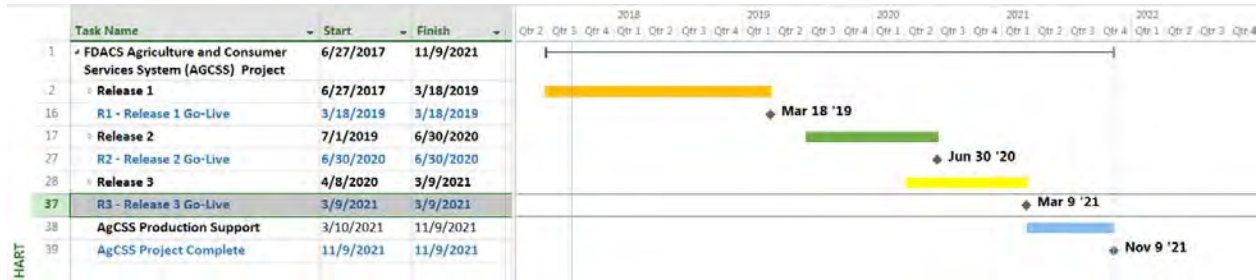 2018 2019 2020 2021 2022
Task Name Start Finish Qtr 2 Qtr 3 Qtr 4 Qtr 1 Qtr 2 Qtr 3 Qtr 4 Qtr 1 Qtr 2 Qtr 3 Qtr 4 Qtr 1 Qtr 2 Qtr 3 Qtr 4 Qtr 1 Qtr 2 Qtr 3 Qtr 4 Qtr 1 Qtr 2 Qtr 3 Qtr 4
1 FDACS Agriculture and Consumer 6/27/2017 11/9/2021
Services System (AGCSS) Project
2 Release 1 6/27/2017 3/18/2019
16 R1 - Release 1 Go-Live 3/18/2019 3/18/2019 Mar 18 '19
17 Release 2 7/1/2019 6/30/2020
27 R2 - Release 2 Go-Live 6/30/2020 6/30/2020 Jun 30 '20
28 Release 3 4/8/2020 3/9/2021
37 R3 - Release 3 Go-Live 3/9/2021 3/9/2021 Mar 9 '21
38 AgCSS Production Support 3/10/2021 11/9/2021
39 AgCSS Project Complete 11/9/2021 11/9/2021 Nov 9 '21
HART